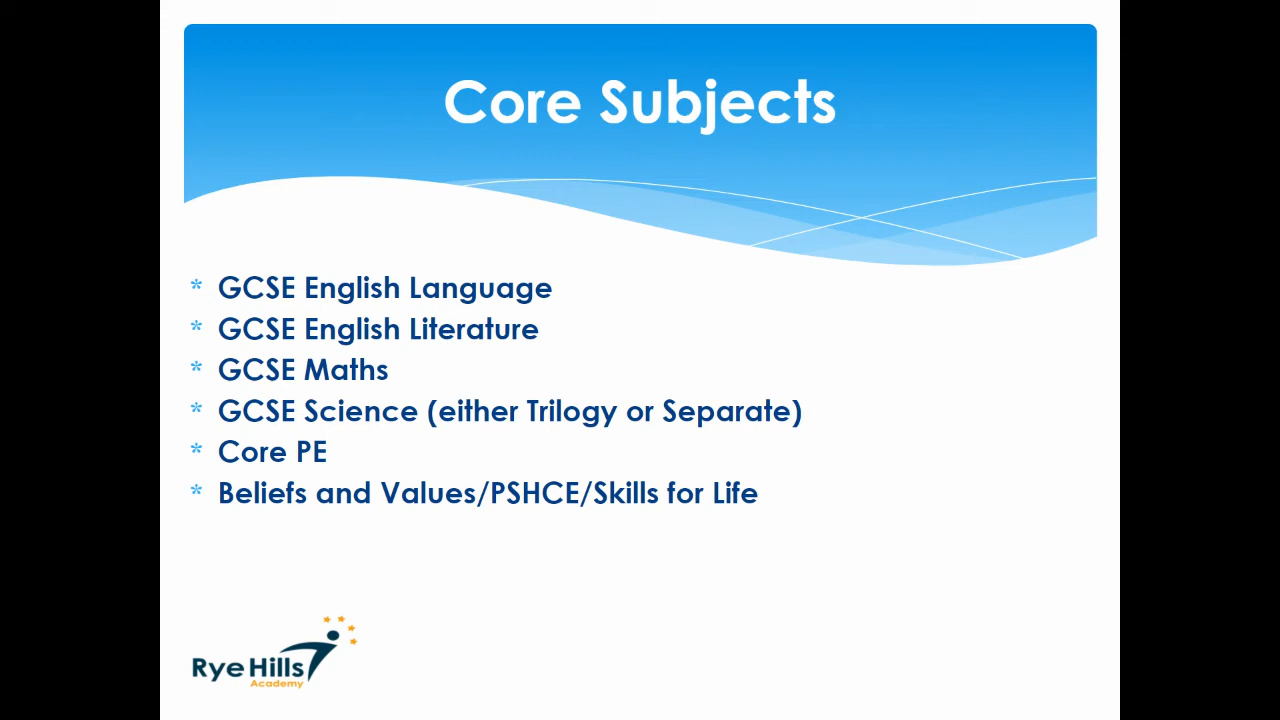 Core Subjects
* GCSE English Language
* GCSE English Literature
* GCSE Maths
* GCSE Science (either Trilogy or Separate)
* Core PE
* Beliefs and Values/PSHCE/Skills for Life
Rye Hills
Academy